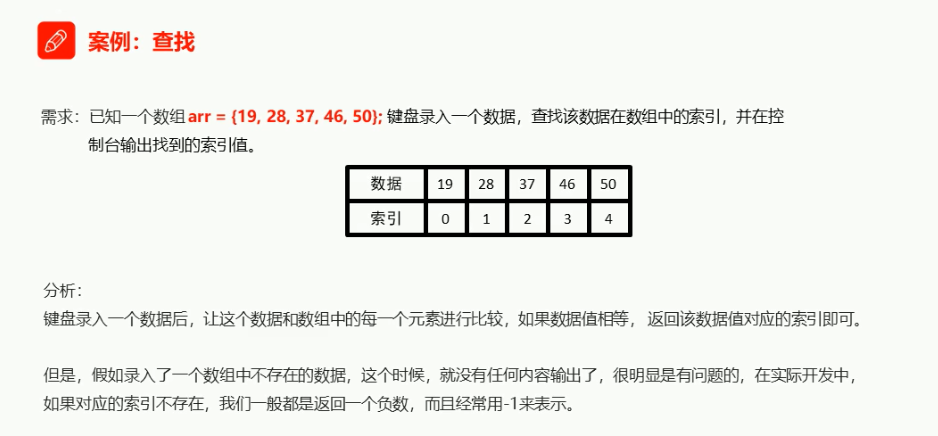 案例：查找
需求：已知一个数组 arr = {19, 28, 37, 46, 50}; 键盘录入一个数据，查找该数据在数组中的索引，并在控
制台输出找到的索引值。
数据 19 28 37 46 50
索引 0 1 2 3 4
分析：
键盘录入一个数据后，让这个数据和数组中的每一个元素进行比较，如果数据值相等， 返回该数据值对应的索引即可。
但是，假如录入了一个数组中不存在的数据，这个时候，就没有任何内容输出了，很明显是有问题的，在实际开发中，
如果对应的索引不存在，我们一般都是返回一个负数，而且经常用-1来表示。